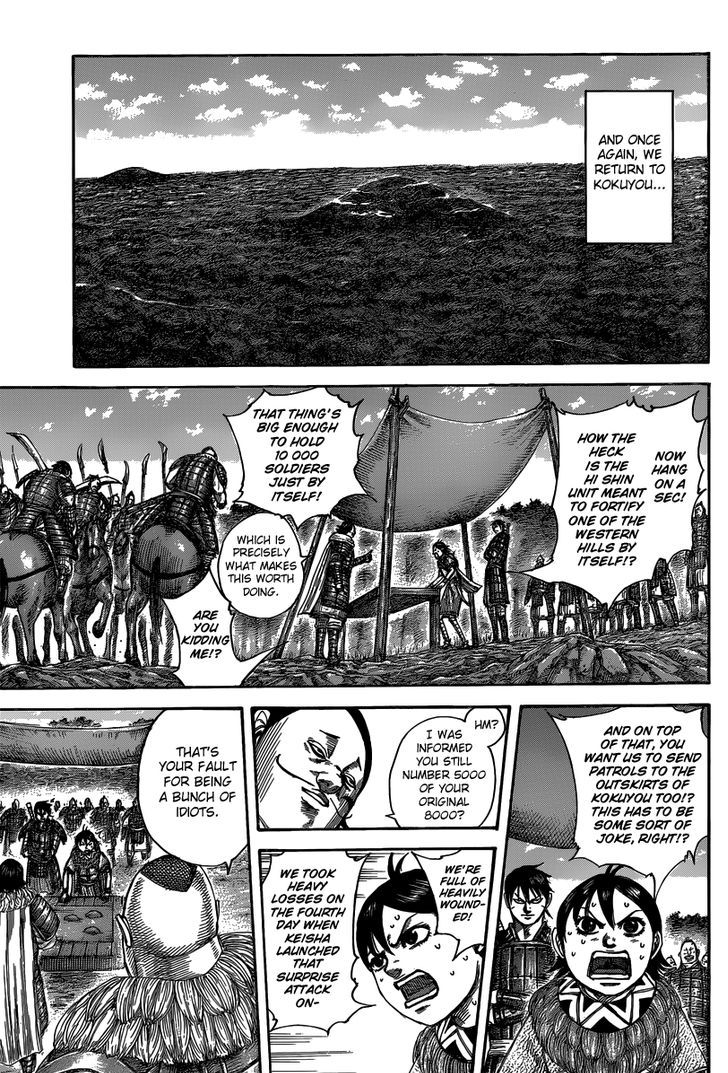 AND ONCE
AGAIN, WE
RETURN TO
KOKUYOU...
NOW
HANG
ON A
SEC!
HOW THE
HECK
IS THE
HI SHIN
UNIT MEANT
TO FORTIFY
ONE OF THE
WESTERN
HILLS BY
ITSELF!?
THAT THING'S
BIG ENOUGH
TO HOLD
10 000
SOLDIERS
JUST BY
ITSELF!
WHICH IS
PRECISELY
WHAT MAKES
THIS WORTH
DOING.
ARE
YOU
KIDDING
ME!?
AND ON TOP
OF THAT, YOU
WANT US TO SEND
PATROLS TO THE
OUTSKIRTS OF
KOKUYOU TOO!?
THIS HAS TO BE
SOME SORT OF
JOKE, RIGHT!?
HM?
I WAS
INFORMED
YOU STILL
NUMBER 5000
OF YOUR
ORIGINAL
8000?
WE'RE
FULL OF
HEAVILY
WOUND-
ED!
WE TOOK
HEAVY
LOSSES ON
THE FOURTH
DAY WHEN
KEISHA
LAUNCHED
THAT
SURPRISE
ATTACK
ON-
THAT'S
YOUR FAULT
FOR BEING
A BUNCH OF
IDIOTS.